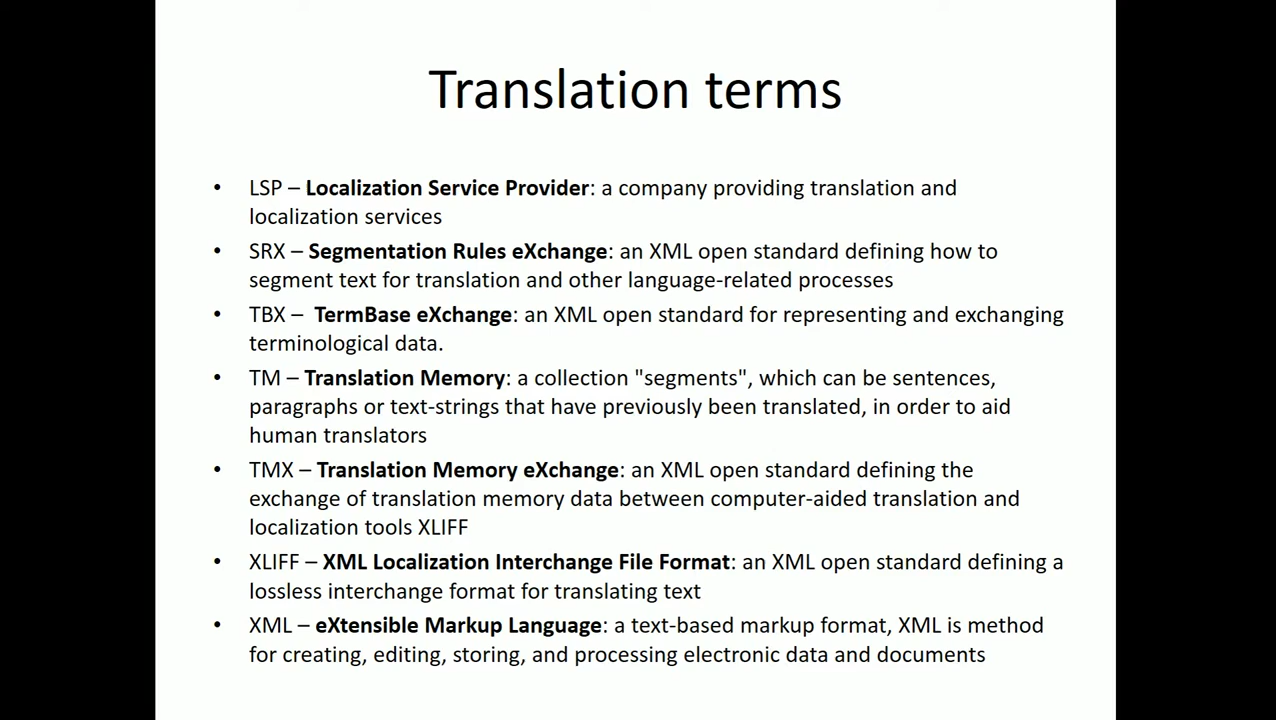 Translation terms
• LSP – Localization Service Provider: a company providing translation and
localization services
• SRX – Segmentation Rules eXchange: an XML open standard defining how to
segment text for translation and other language-related processes
• TBX – TermBase eXchange: an XML open standard for representing and exchanging
terminological data.
• TM – Translation Memory: a collection "segments", which can be sentences,
paragraphs or text-strings that have previously been translated, in order to aid
human translators
• TMX – Translation Memory eXchange: an XML open standard defining the
exchange of translation memory data between computer-aided translation and
localization tools XLIFF
• XLIFF – XML Localization Interchange File Format: an XML open standard defining a
lossless interchange format for translating text
• XML – eXtensible Markup Language: a text-based markup format, XML is method
for creating, editing, storing, and processing electronic data and documents